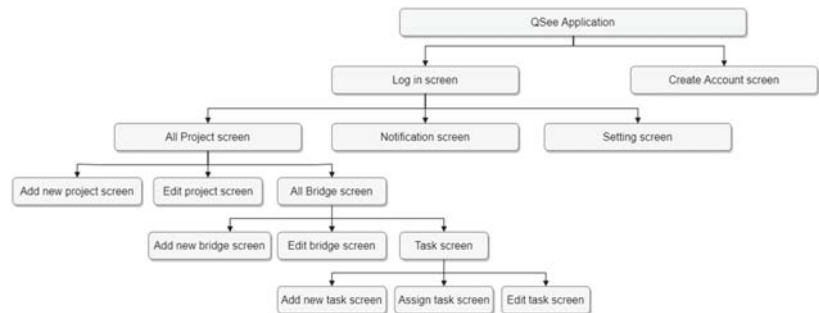 QSee Application
Log in screen
Create Account screen
All Project screen
Notification screen
Setting screen
Add new project screen
Edit project screen
All Bridge screen
Add new bridge screen
Edit bridge screen
Task screen
Add new task screen
Assign task screen
Edit task screen